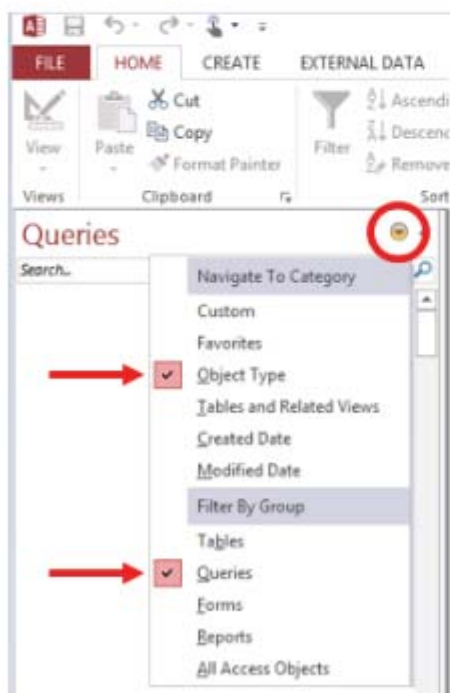 FILE HOME CREATE EXTERNAL DATA
Cut
Copy
Format Painter
View
Paste
Filter
Ascendi
Descend
Remove
Views Clipboard Sort
Queries
Search...
Navigate To Category
Custom
Favorites
Object Type
Tables and Related Views
Created Date
Modified Date
Filter By Group
Tables
Queries
Forms
Reports
All Access Objects